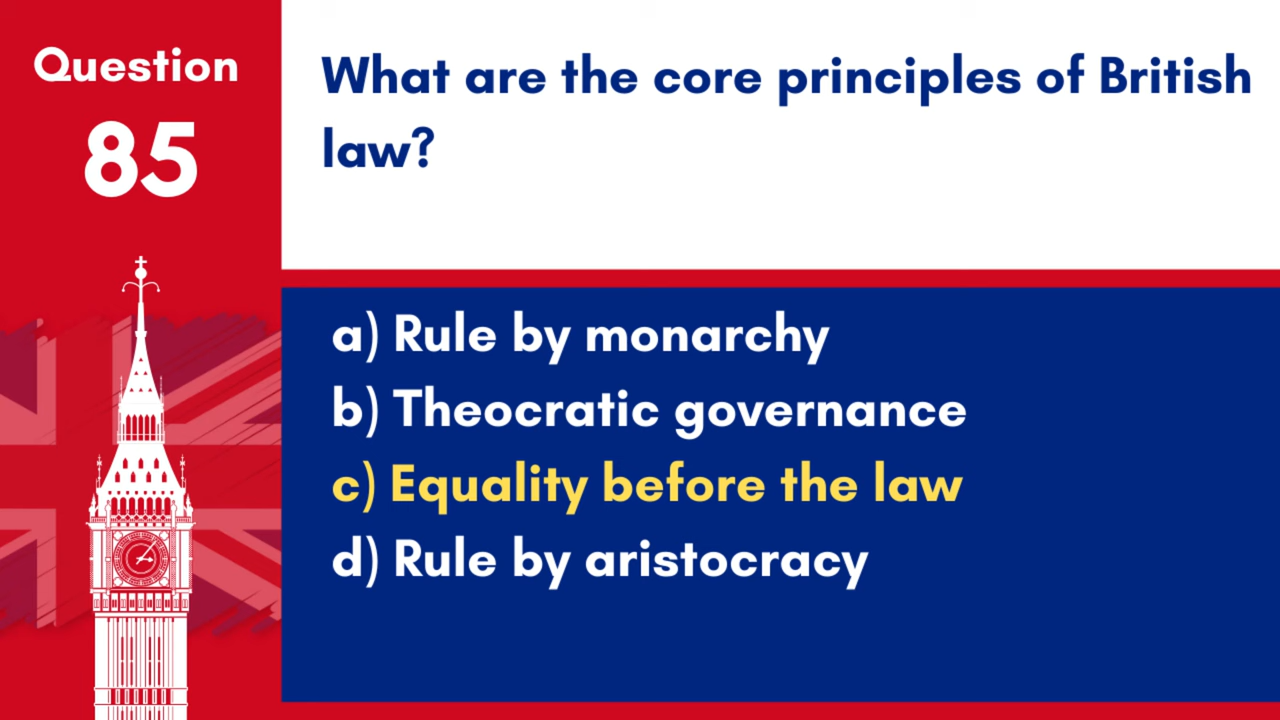 Question
85
What are the core principles of British
law?
a) Rule by monarchy
b) Theocratic governance
c) Equality before the law
d) Rule by aristocracy